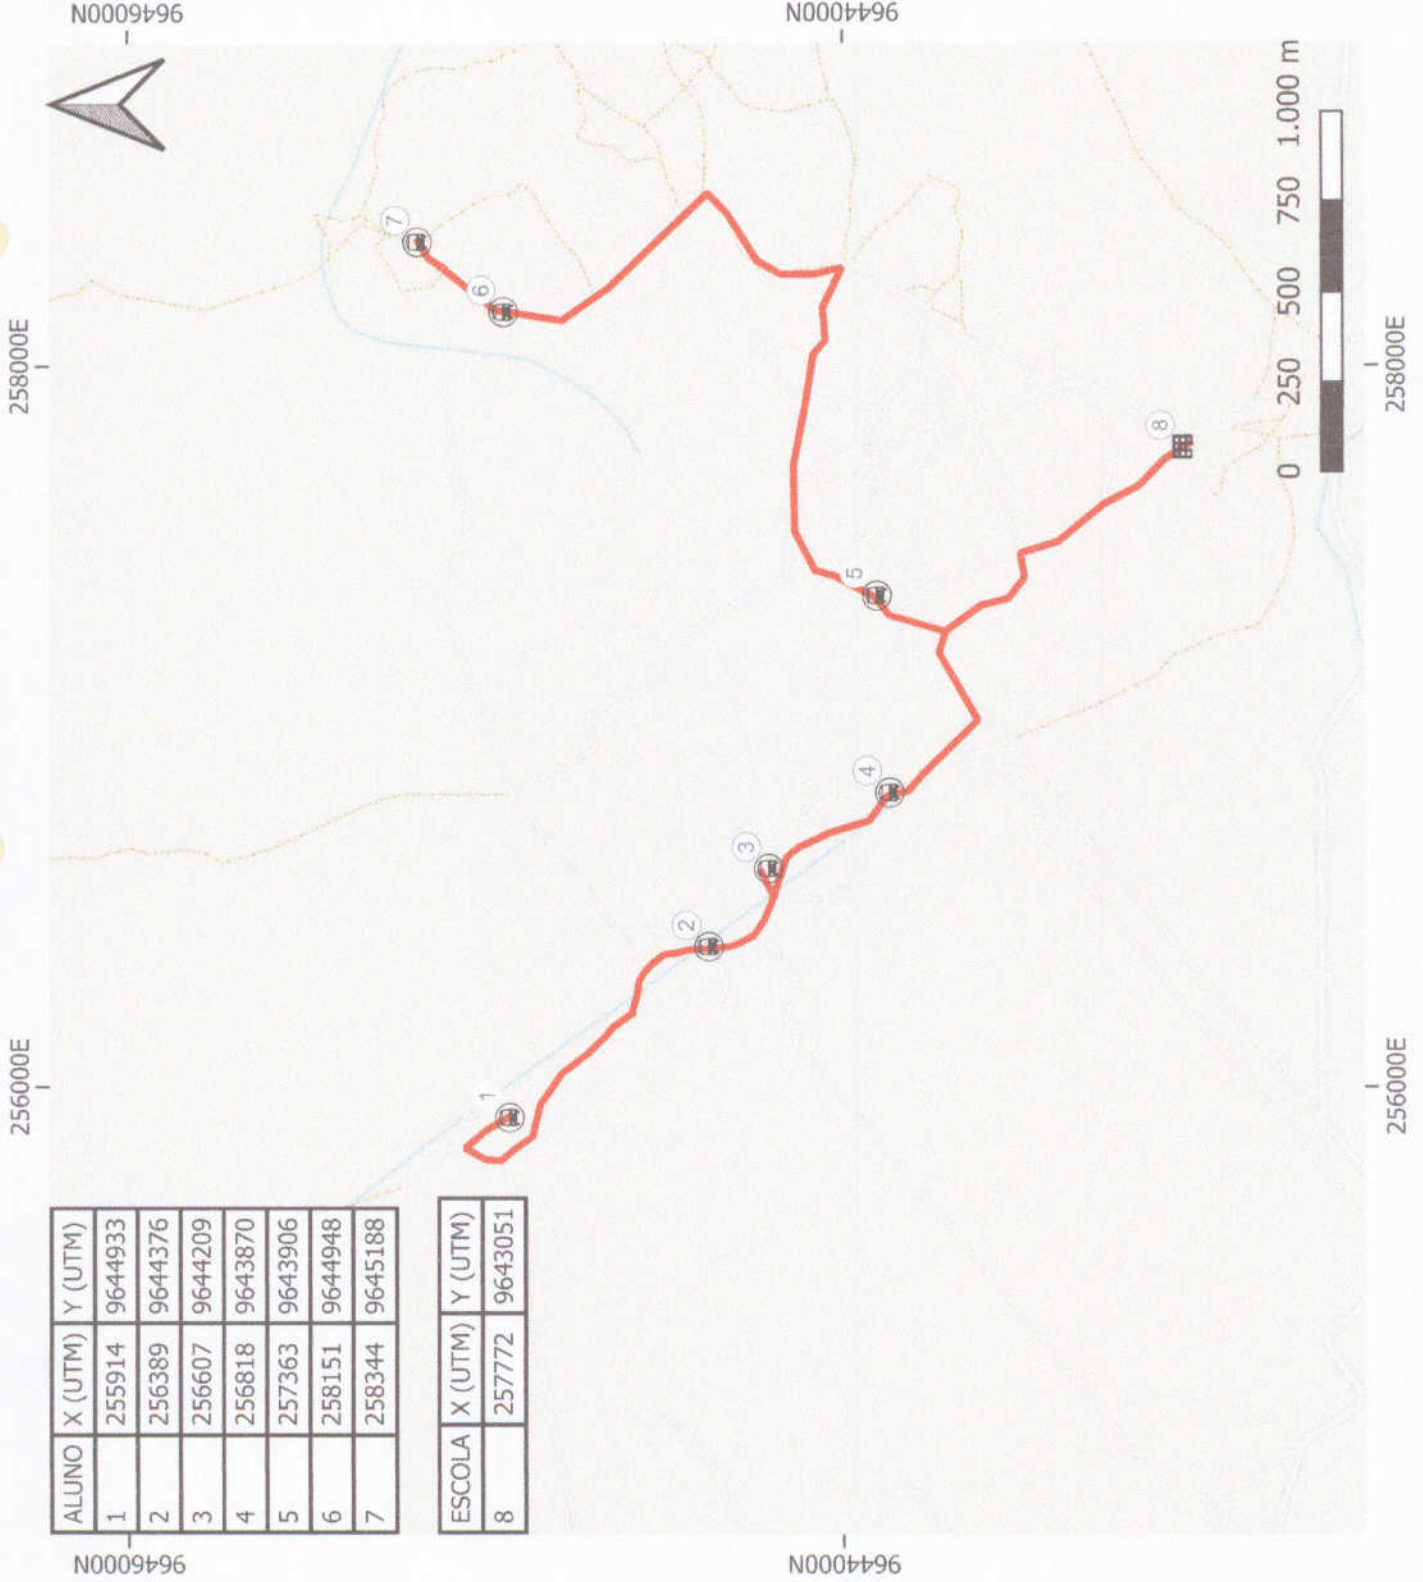 ALUNO X (UTM) Y (UTM)
1 255914 9644933
2 256389 9644376
3 256607 9644209
4 256818 9643870
5 257363 9643906
6 258151 9644948
7 258344 9645188
ESCOLA X (UTM) Y (UTM)
8 257772 9643051
256000E
258000E
9646000N
9646000N
9644000N
9644000N
256000E
258000E
1
2
3
4
5
6
7
8
0 250 500 750 1.000 m